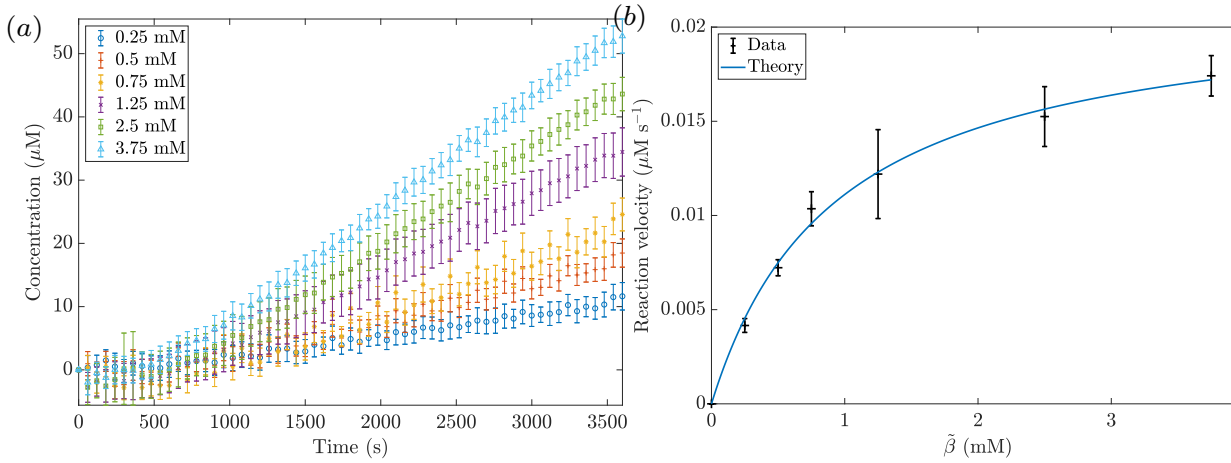 (a)
0.25 mM
0.5 mM
0.75 mM
1.25 mM
2.5 mM
3.75 mM
Concentration (μM)
50
40
30
20
10
0
0 500 1000 1500 2000 2500 3000 3500
Time (s)
(b)
Data
Theory
Reaction velocity (μM s⁻¹)
0.02
0.015
0.01
0.005
0
0 1 2 3
β̃ (mM)